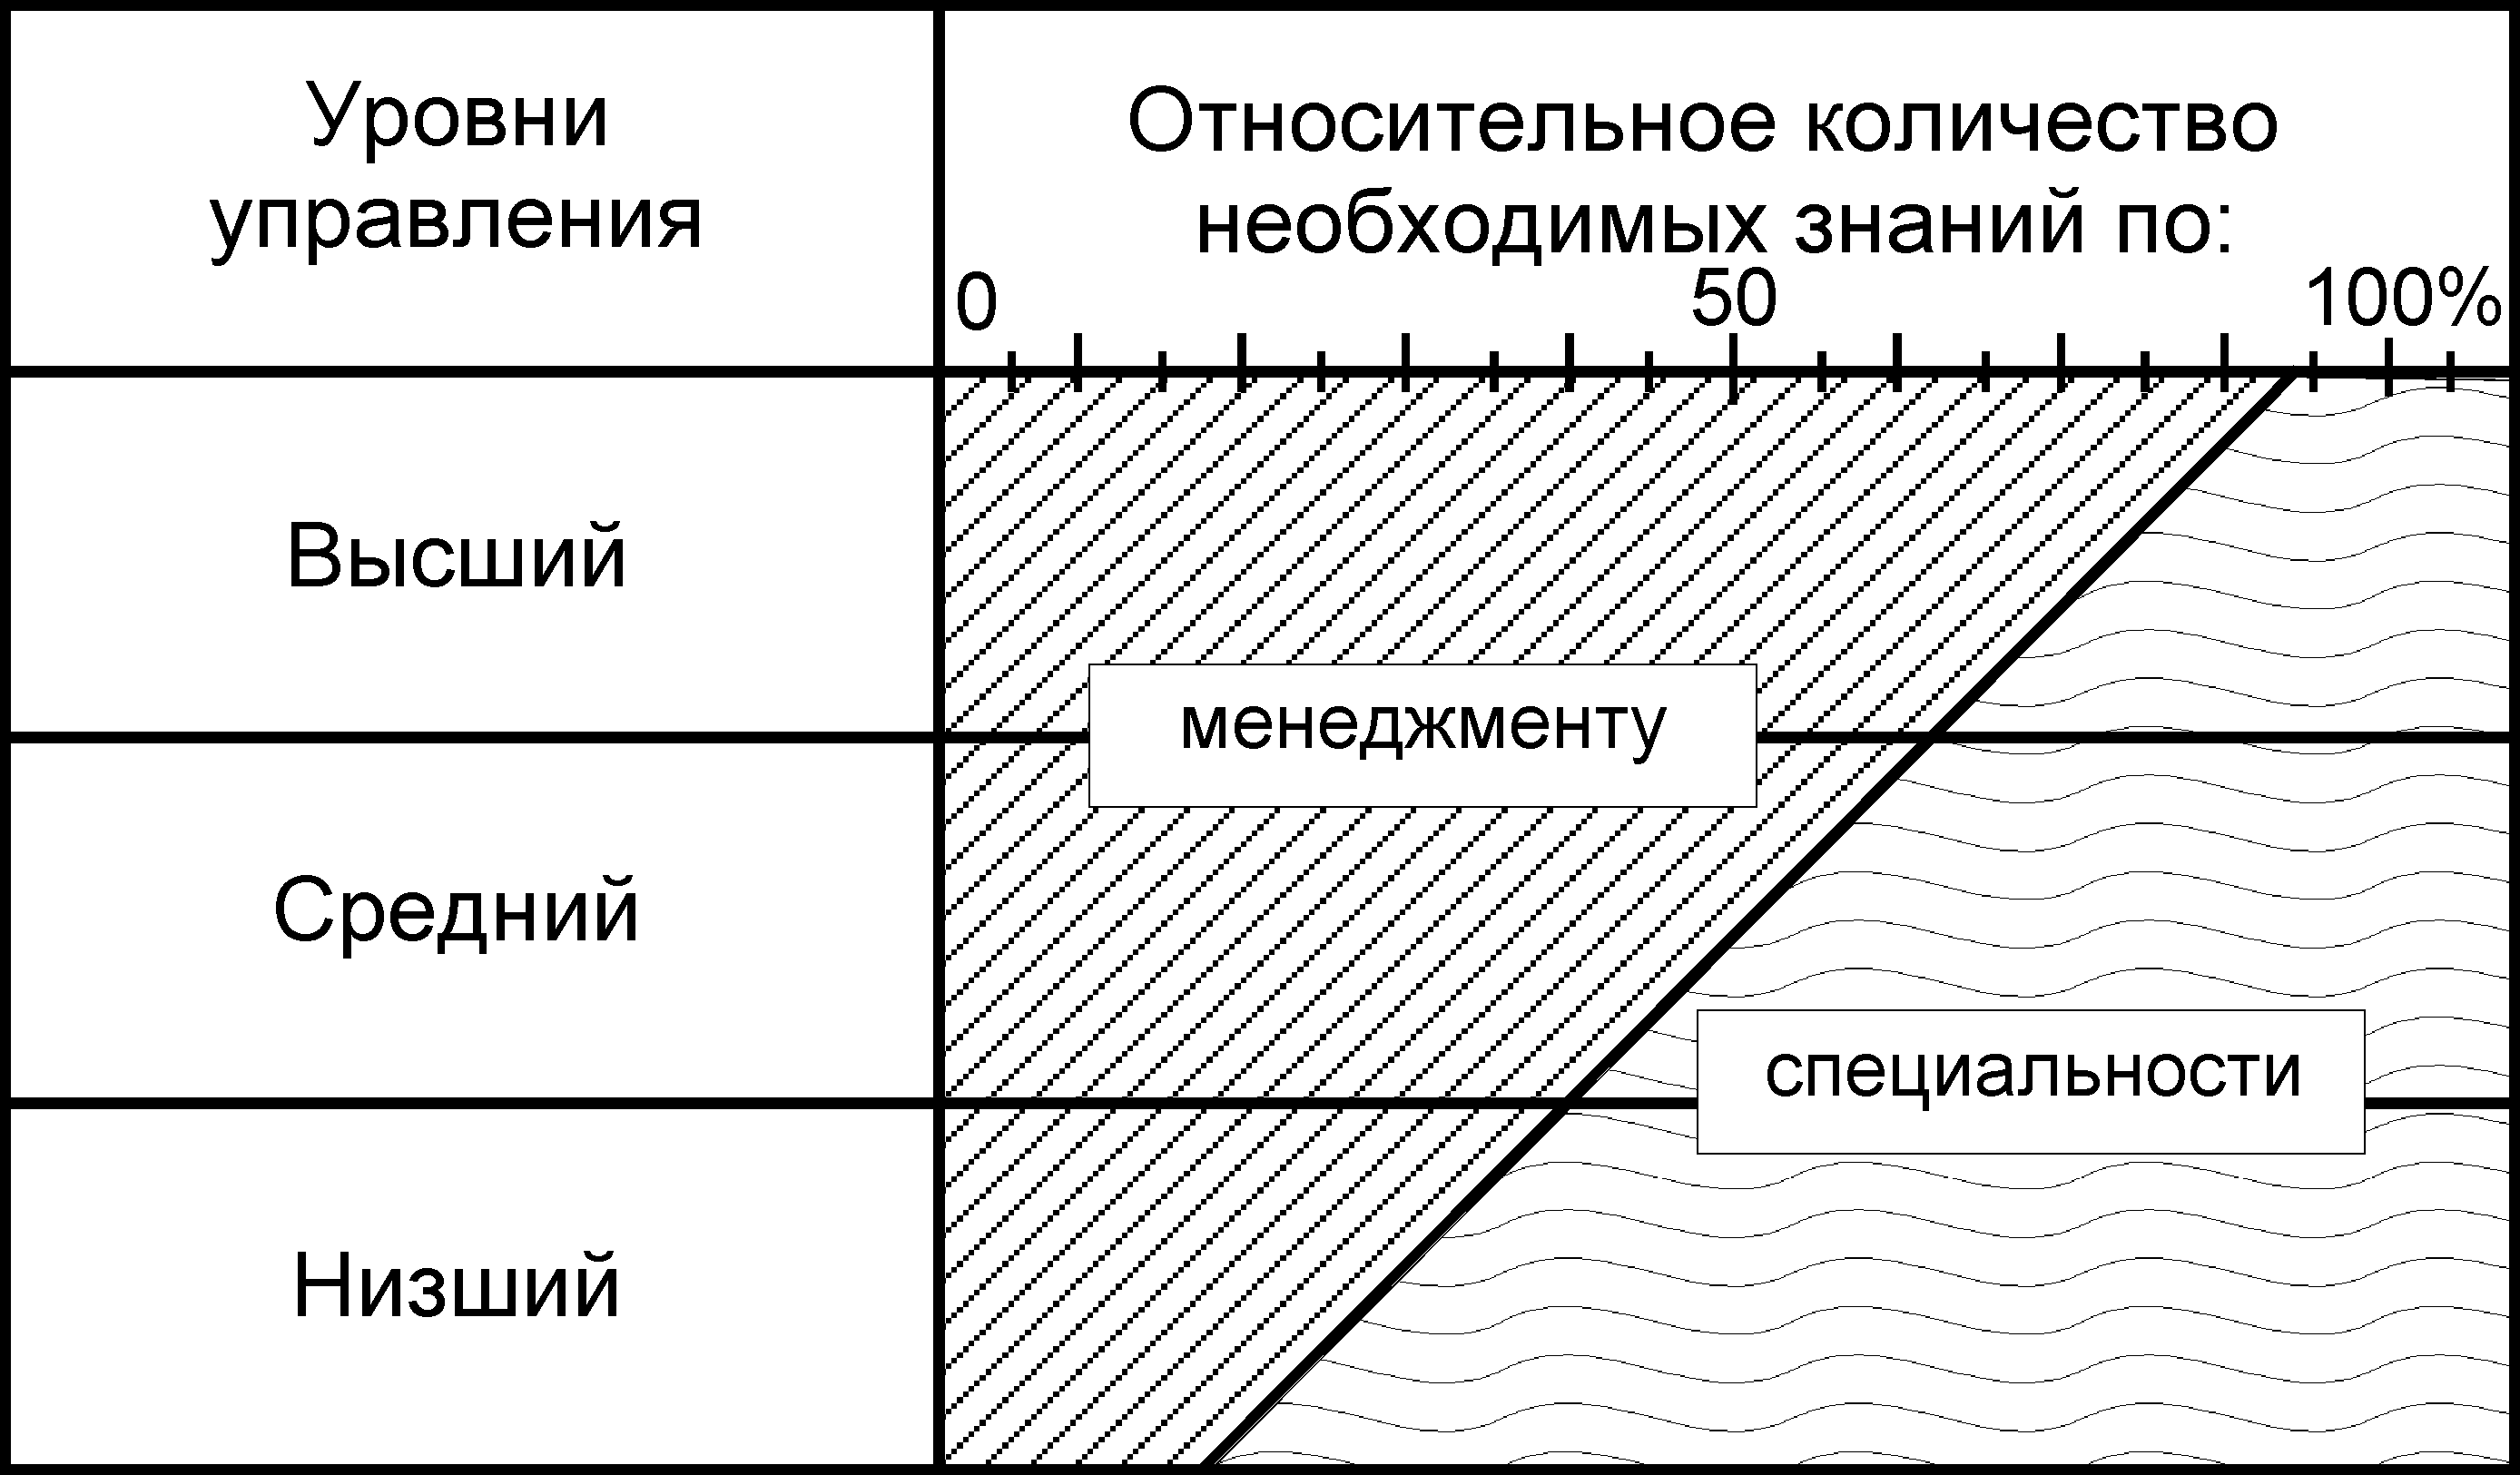 Уровни
управления
Относительное количество
необходимых знаний по:
0 50 100%
Высший
менеджменту
Средний
специальности
Низший